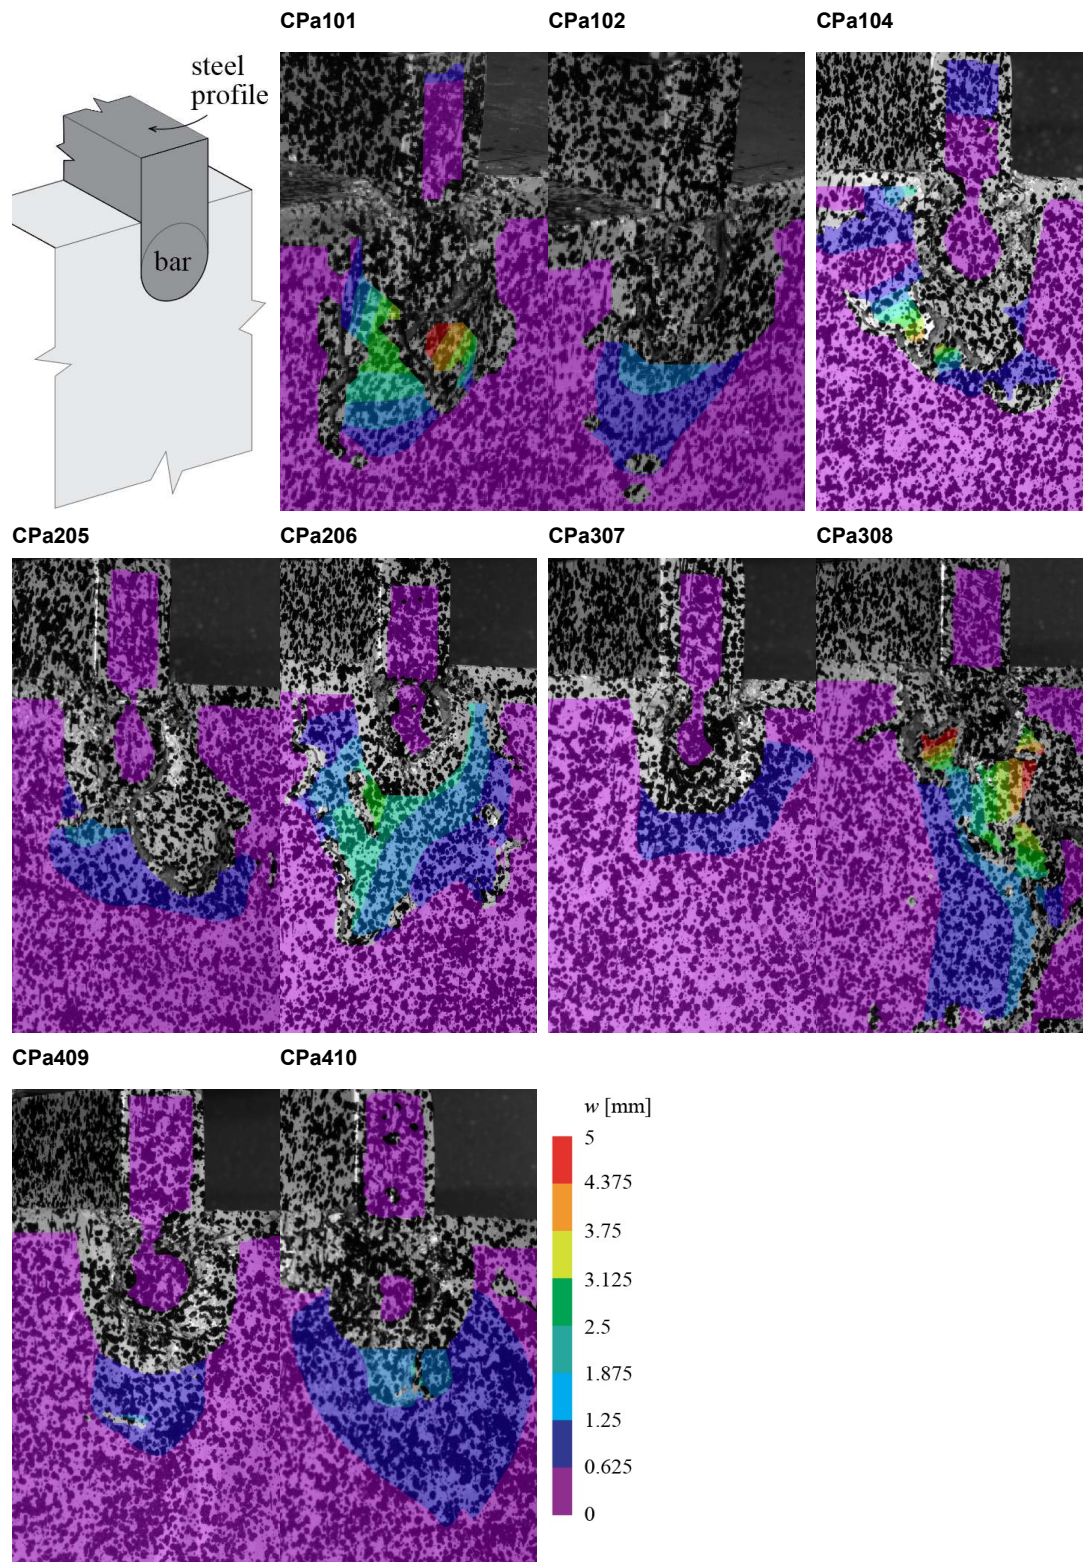 CPa101
CPa102
CPa104
steel
profile
bar
CPa205
CPa206
CPa307
CPa308
CPa409
CPa410
w [mm]
5
4.375
3.75
3.125
2.5
1.875
1.25
0.625
0